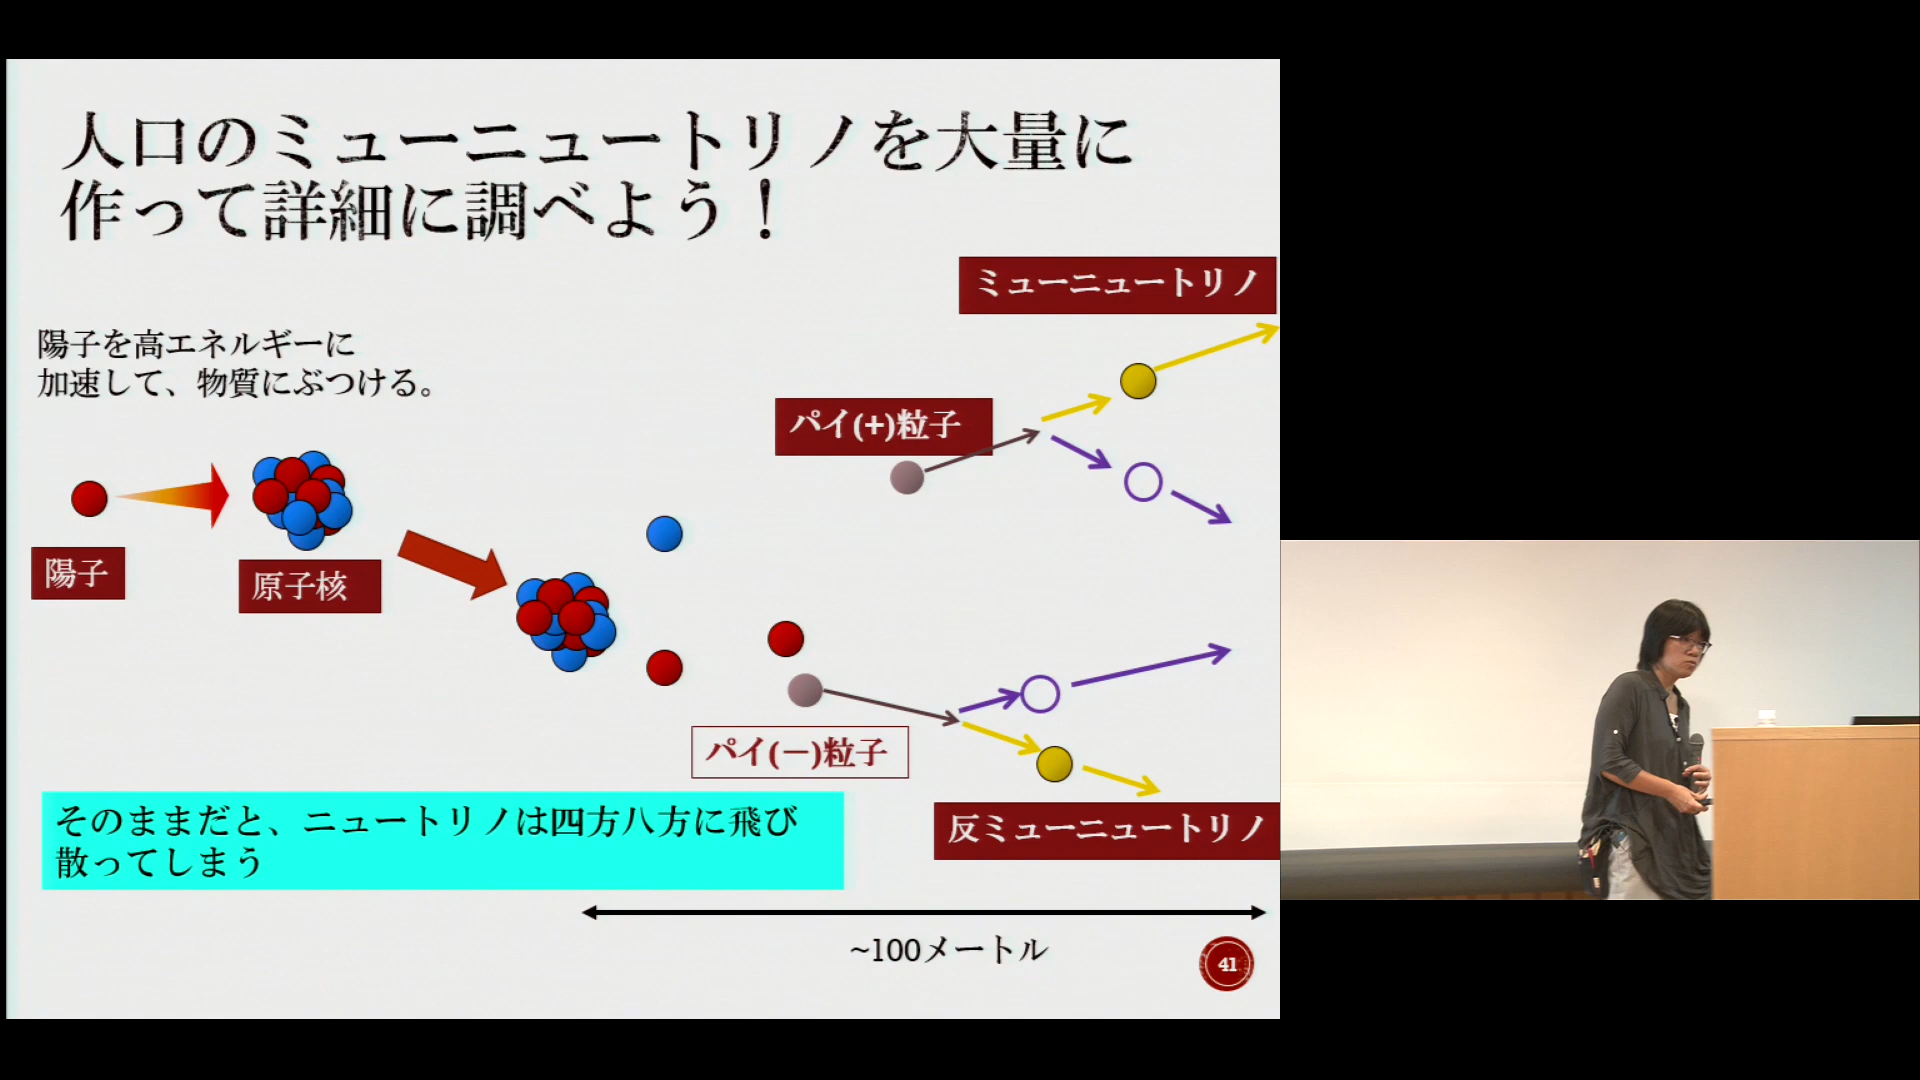 人口のミューニュートリノを大量に
作って詳細に調べよう！
ミューニュートリノ
陽子を高エネルギーに
加速して、物質にぶつける。
パイ(+)粒子
陽子
原子核
パイ(−)粒子
そのままだと、ニュートリノは四方八方に飛び
散ってしまう
反ミューニュートリノ
~100メートル
41